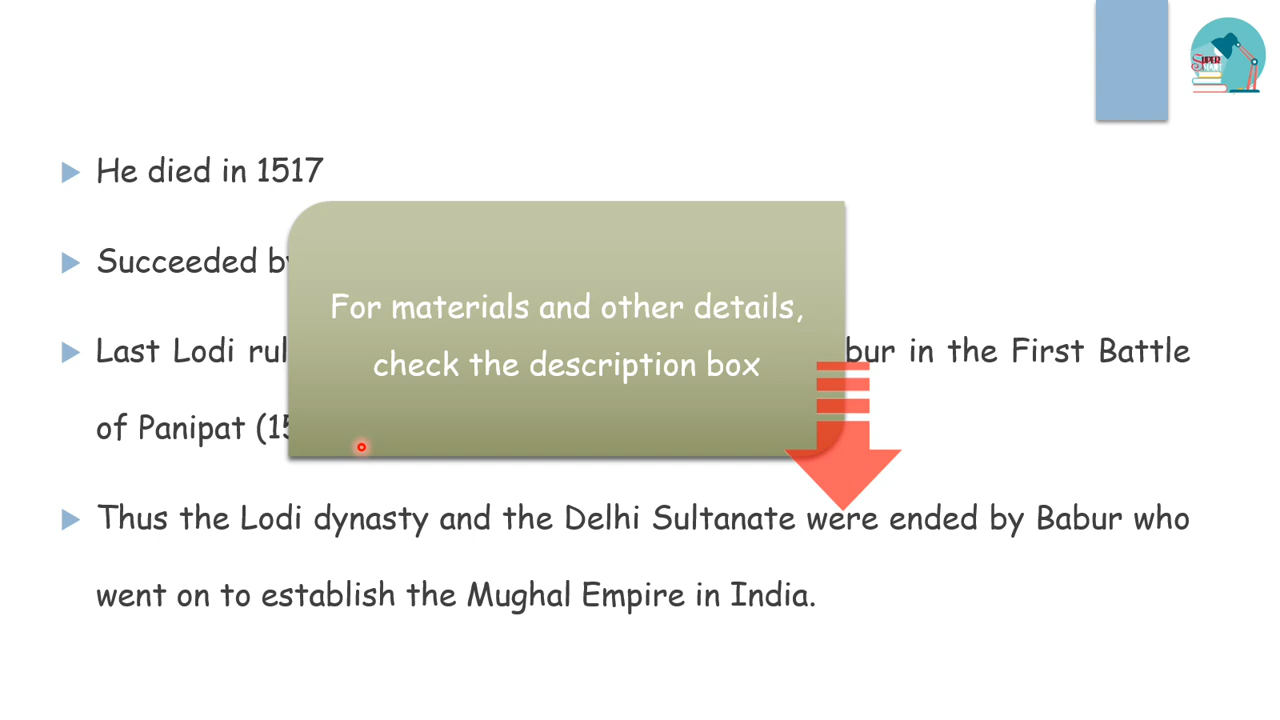 SUPER
He died in 1517
Succeeded by
For materials and other details,
check the description box
Last Lodi bur in the First Battle
of Panipat
Thus the Lodi dynasty and the Delhi Sultanate were ended by Babur who
went on to establish the Mughal Empire in India.